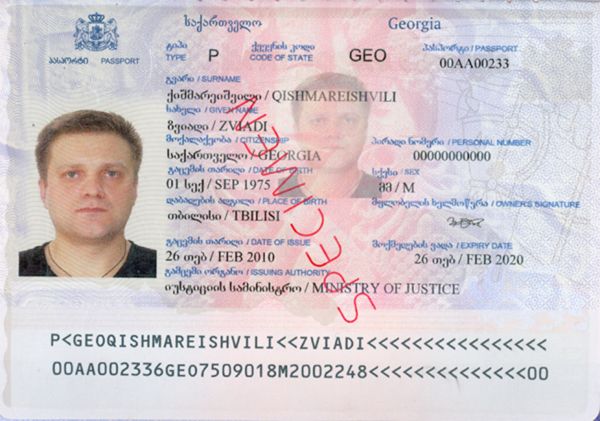 საქართველო Georgia
პასპორტი PASSPORT
ტიპი TYPE P ქვეყნის კოდი CODE OF STATE GEO პასპორტი / PASSPORT 00AA00233
გვარი / SURNAME
ქიშმარეიშვილი / QISHMAREISHVILI
სახელი / GIVEN NAME
ზვიადი / ZVIADI
მოქალაქეობა / CITIZENSHIP პირადი ნომერი / PERSONAL NUMBER
საქართველო / GEORGIA 00000000000
DATE OF BIRTH სქესი / SEX
01 სექ / SEP 1975 მამ / M
დაბადების ადგილი / PLACE OF BIRTH მფლობელის ხელმოწერა / OWNER'S SIGNATURE
თბილისი / TBILISI
გაცემის თარიღი / DATE OF ISSUE მოქმედების ვადა / EXPIRY DATE
26 თებ / FEB 2010 26 თებ / FEB 2020
გამცემი ორგანო / ISSUING AUTHORITY
იუსტიციის სამინისტრო / MINISTRY OF JUSTICE
SPECIMEN
P<GEOQISHMAREISHVILI<<ZVIADI<<<<<<<<<<<<<<<<
00AA002336GEO7509018M2002248<<<<<<<<<<<<<<00